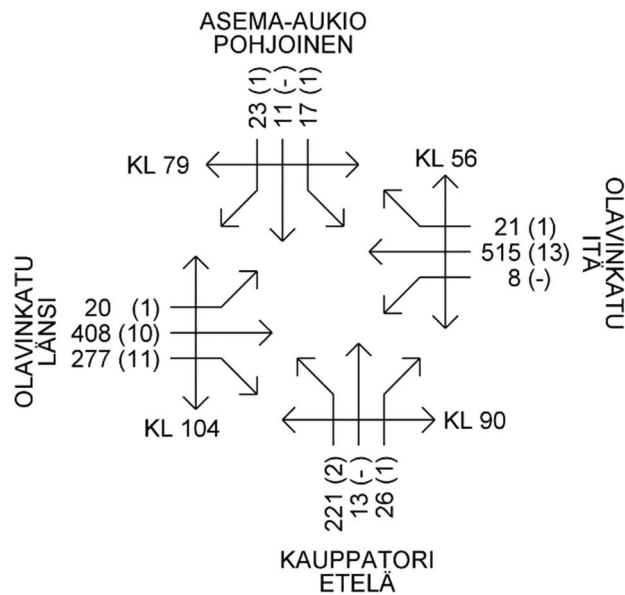 ASEMA-AUKIO
POHJOINEN
23 (1)
11 (-)
17 (1)
KL 79
KL 56
21 (1)
515 (13)
8 (-)
OLAVINKATU
ITÄ
OLAVINKATU
LÄNSI
20 (1)
408 (10)
277 (11)
KL 104
KL 90
221 (2)
13 (-)
26 (1)
KAUPPATORI
ETELÄ